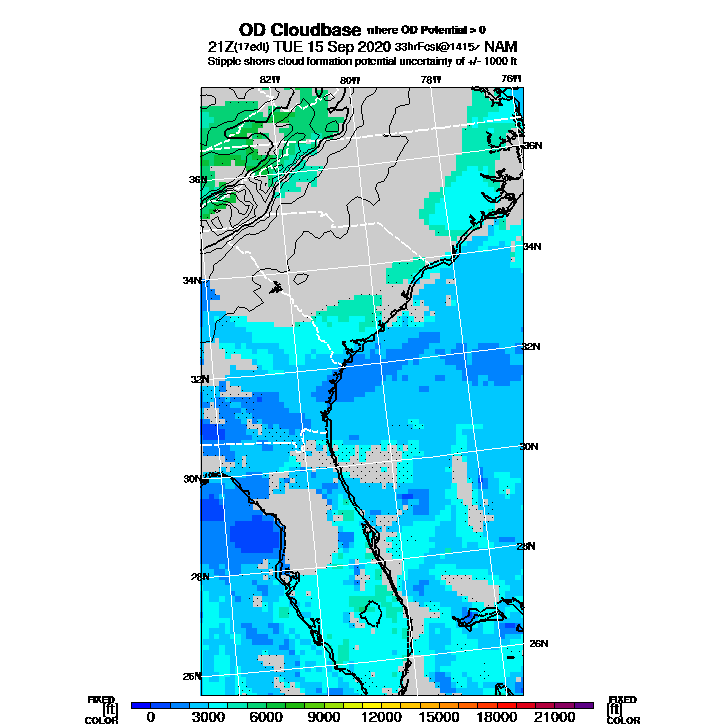 OD Cloudbase where OD Potential > 0
21Z(17edt) TUE 15 Sep 2020 33hrFcst@1415z NAM
Stipple shows cloud formation potential uncertainty of +/- 1000 ft
82W 80W 78W 76W
36N
36N
34N
34N
32N
32N
30N
30N
28N
28N
26N
26N
FIXED FIXED
[ft] [ft]
COLOR COLOR
0 3000 6000 9000 12000 15000 18000 21000